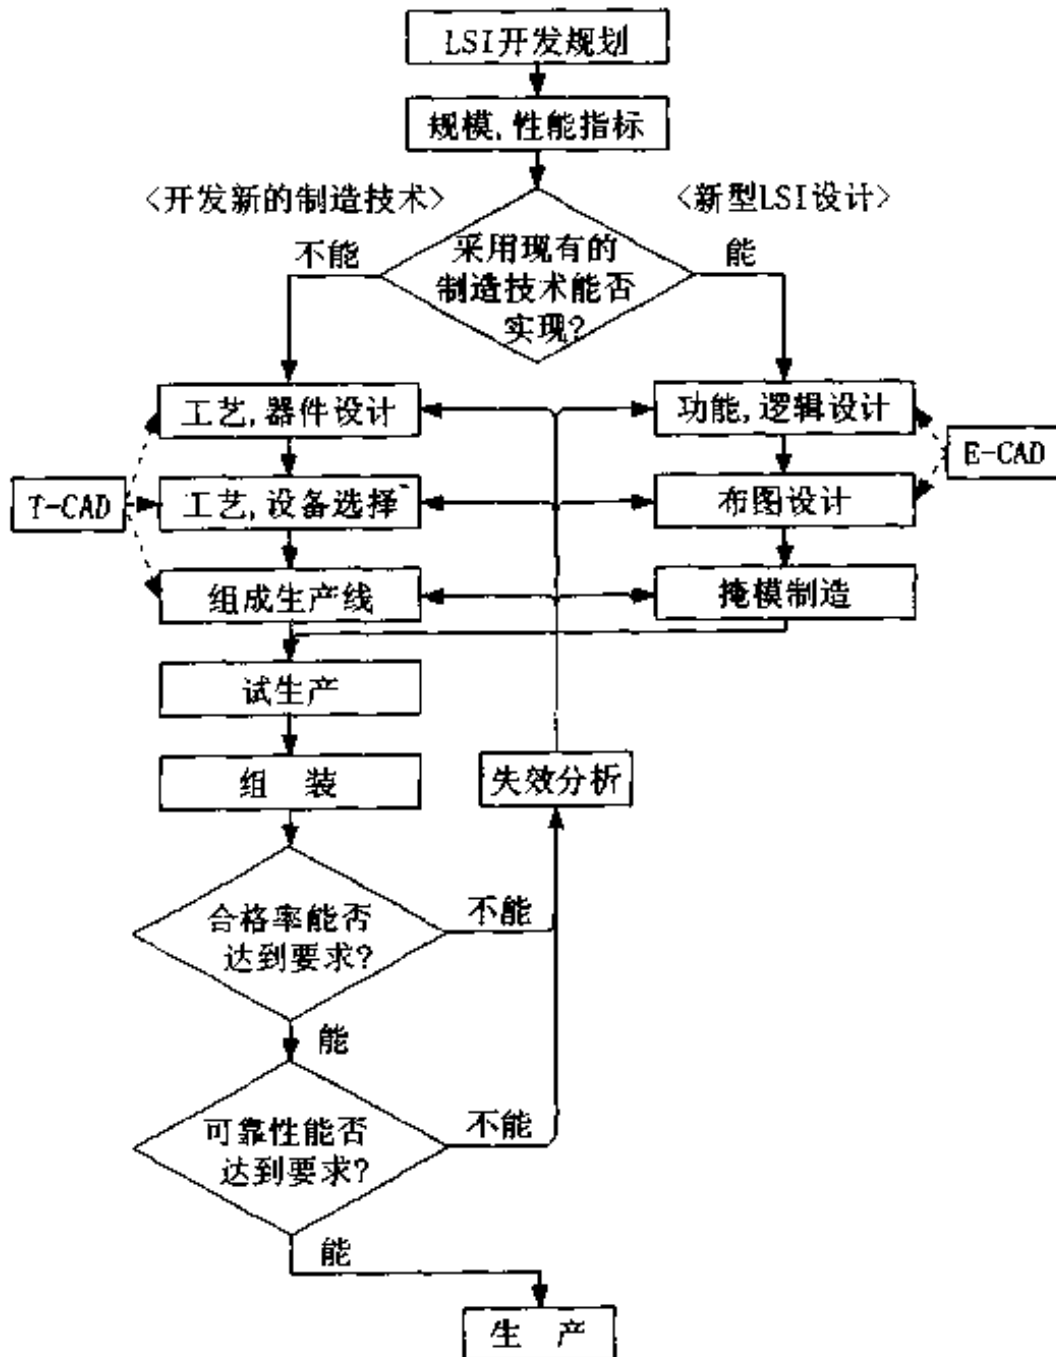 LSI开发规划
规模,性能指标
<开发新的制造技术>
<新型LSI设计>
不能
采用现有的
制造技术能否
实现?
能
工艺,器件设计
功能,逻辑设计
E-CAD
T-CAD
工艺,设备选择
布图设计
组成生产线
掩模制造
试生产
组 装
失效分析
合格率能否
达到要求?
不能
能
可靠性能否
达到要求?
不能
能
生 产